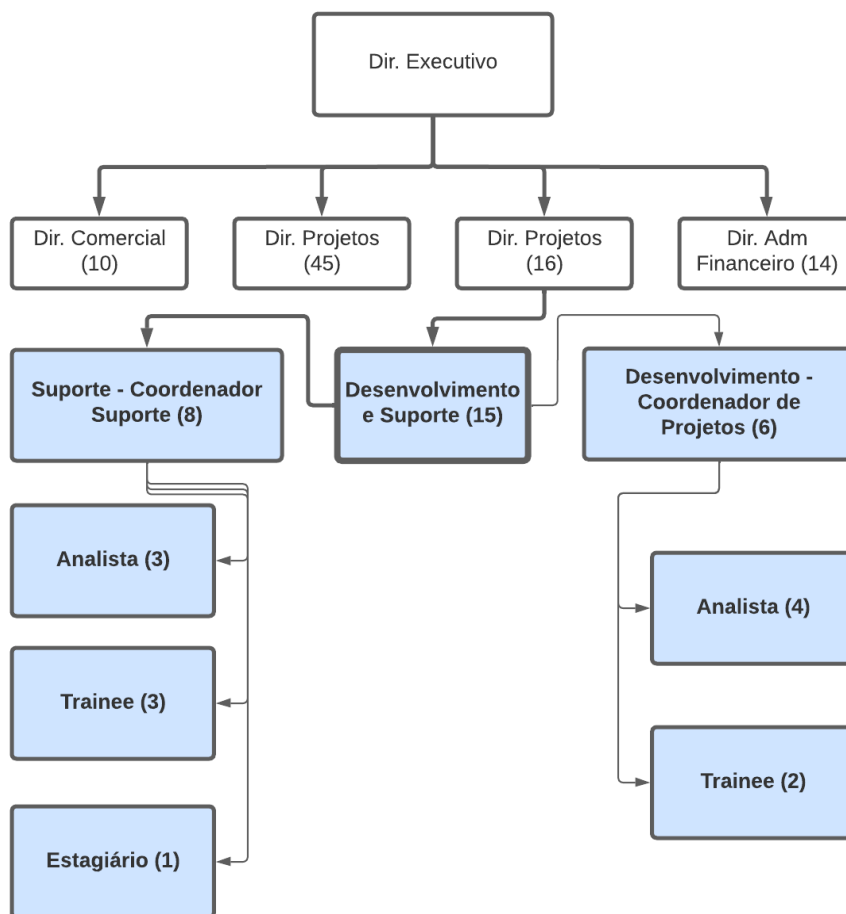 Dir. Executivo
Dir. Comercial
(10)
Dir. Projetos
(45)
Dir. Projetos
(16)
Dir. Adm
Financeiro (14)
Suporte - Coordenador
Suporte (8)
Desenvolvimento
e Suporte (15)
Desenvolvimento -
Coordenador de
Projetos (6)
Analista (3)
Analista (4)
Trainee (3)
Trainee (2)
Estagiário (1)